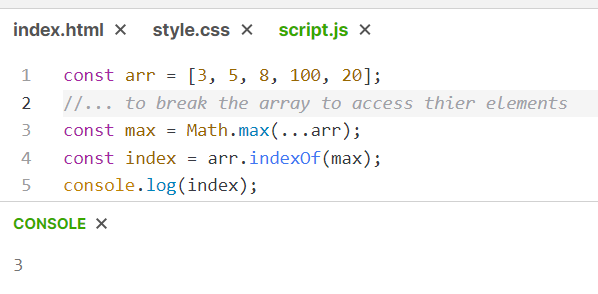 index.html × style.css × script.js ×
1 const arr = [3, 5, 8, 100, 20];
2 //... to break the array to access thier elements
3 const max = Math.max(...arr);
4 const index = arr.indexOf(max);
5 console.log(index);
CONSOLE ×
3